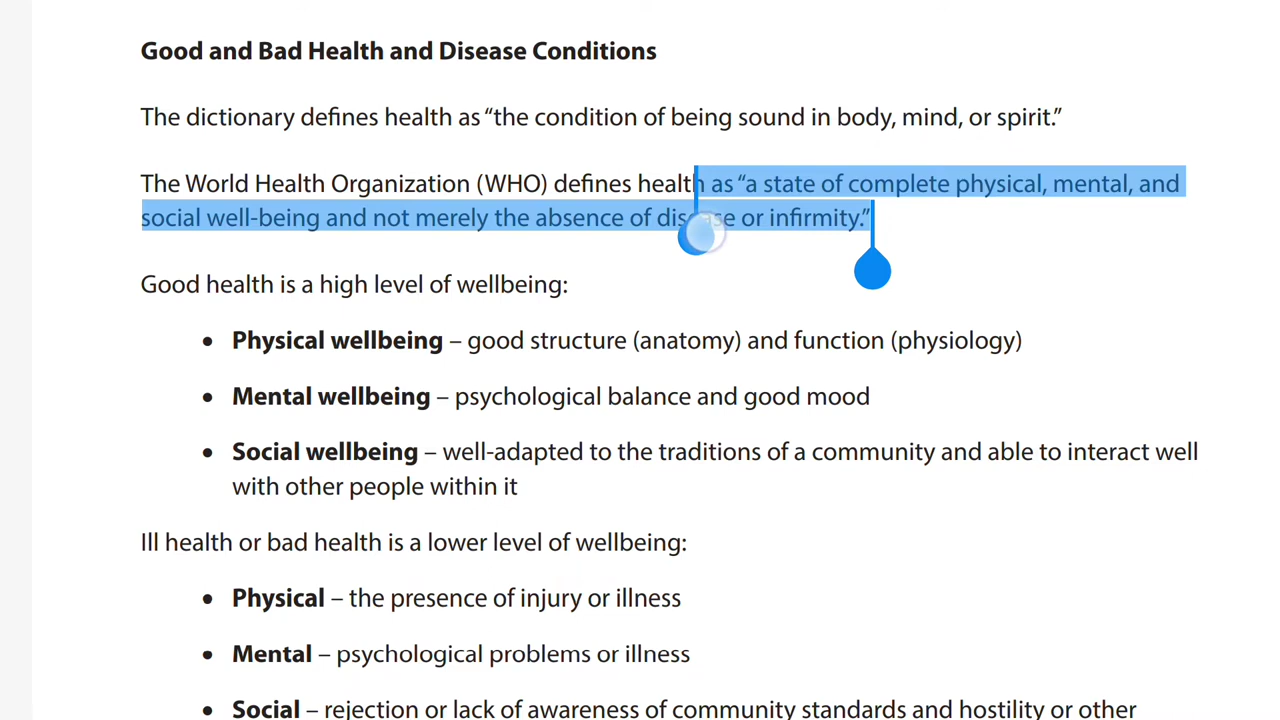 Good and Bad Health and Disease Conditions
The dictionary defines health as “the condition of being sound in body, mind, or spirit.”
The World Health Organization (WHO) defines health as “a state of complete physical, mental, and
social well-being and not merely the absence of disease or infirmity.”
Good health is a high level of wellbeing:
• Physical wellbeing – good structure (anatomy) and function (physiology)
• Mental wellbeing – psychological balance and good mood
• Social wellbeing – well-adapted to the traditions of a community and able to interact well
with other people within it
Ill health or bad health is a lower level of wellbeing:
• Physical – the presence of injury or illness
• Mental – psychological problems or illness
• Social – rejection or lack of awareness of community standards and hostility or other